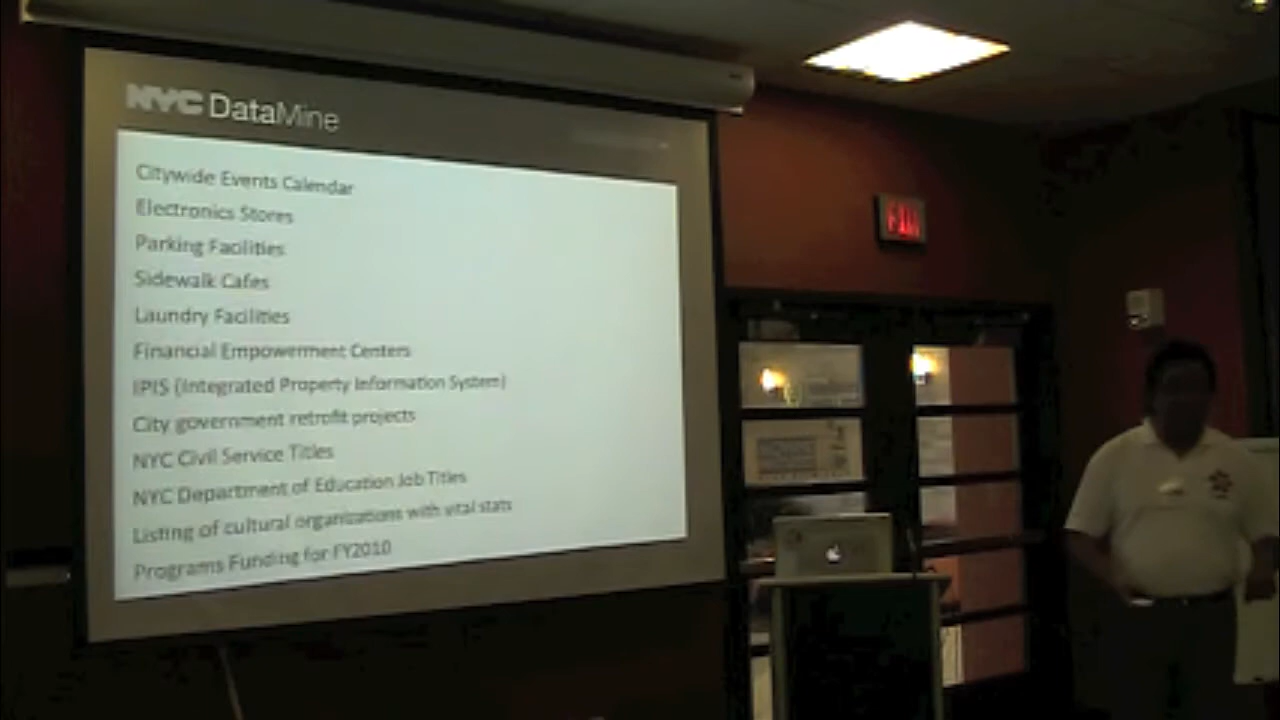 NYC DataMine
Citywide Events Calendar
Electronics Stores
Parking Facilities
Sidewalk Cafes
Laundry Facilities
Financial Empowerment Centers
IPIS (Integrated Property Information System)
City government retrofit projects
NYC Civil Service Titles
NYC Department of Education Job Titles
Listing of cultural organizations with vital stats
Programs Funding for FY2010
EXIT